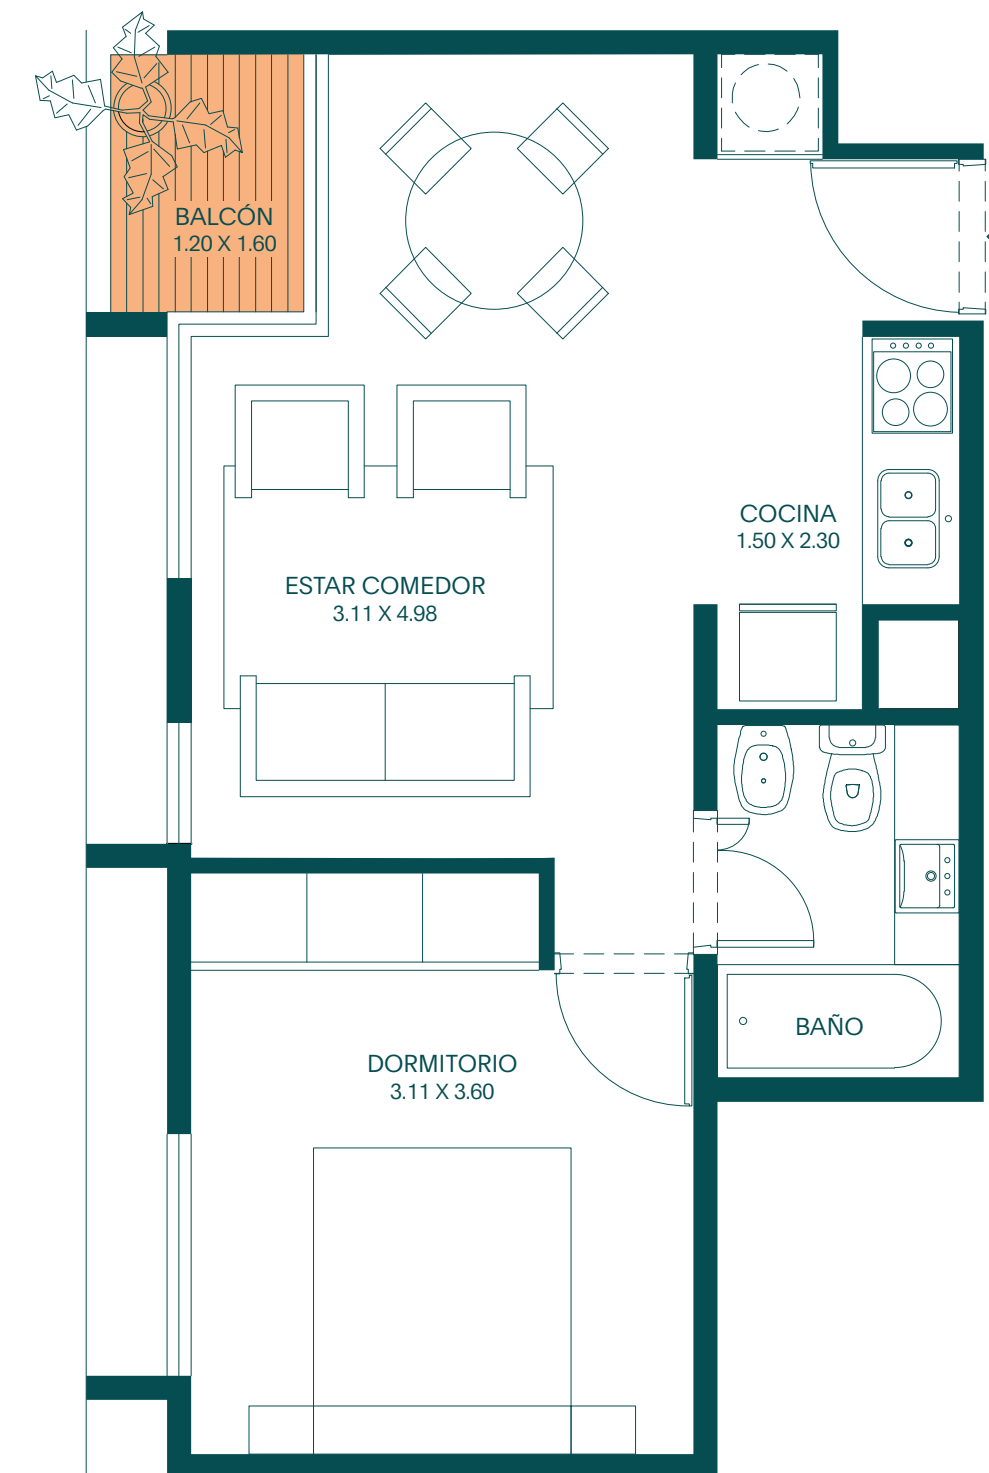 BALCÓN
1.20 X 1.60
COCINA
1.50 X 2.30
ESTAR COMEDOR
3.11 X 4.98
BAÑO
DORMITORIO
3.11 X 3.60